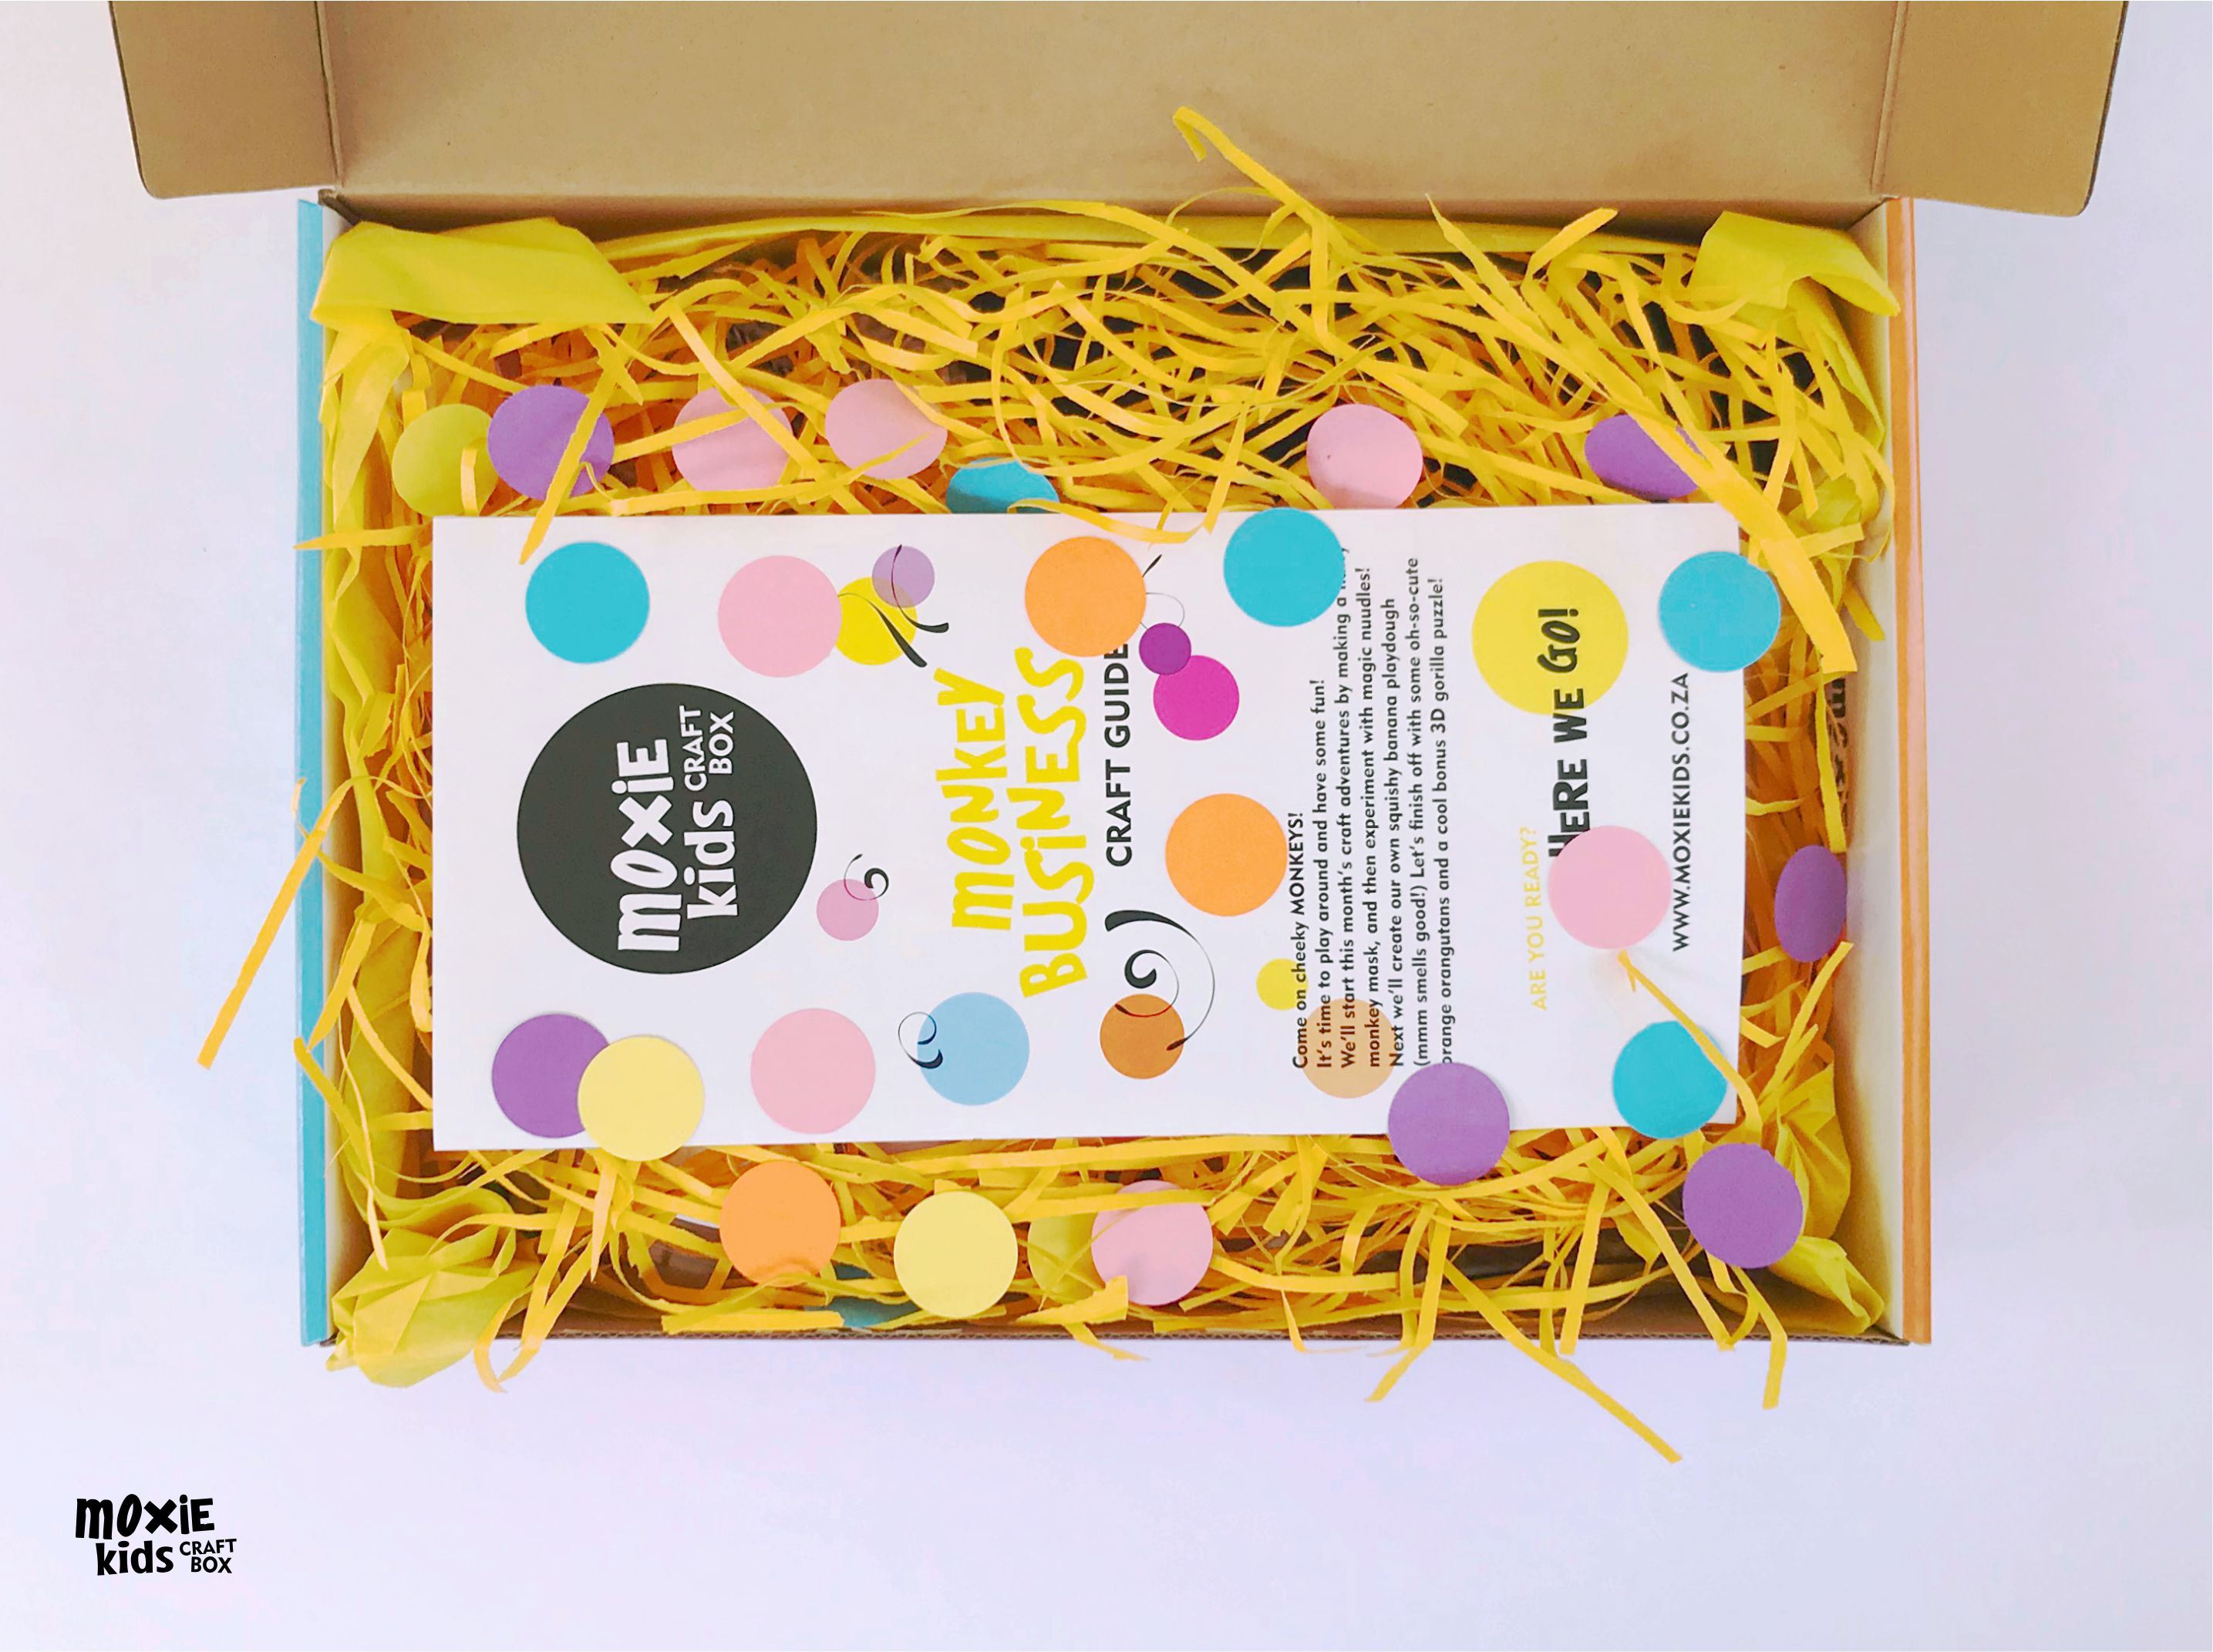 moxie
kids CRAFT
BOX
MONKEY
BUSINESS
CRAFT GUIDE
Come on cheeky MONKEYS!
It's time to play around and have some fun!
We'll start this month's craft adventures by making a
monkey mask, and then experiment with magic nuudles!
Next we'll create our own squishy banana playdough
(mmm smells good!) Let's finish off with some oh-so-cute
orange orangutans and a cool bonus 3D gorilla puzzle!
ARE YOU READY?
HERE WE GO!
WWW.MOXIEKIDS.CO.ZA
moxie
kids CRAFT
BOX